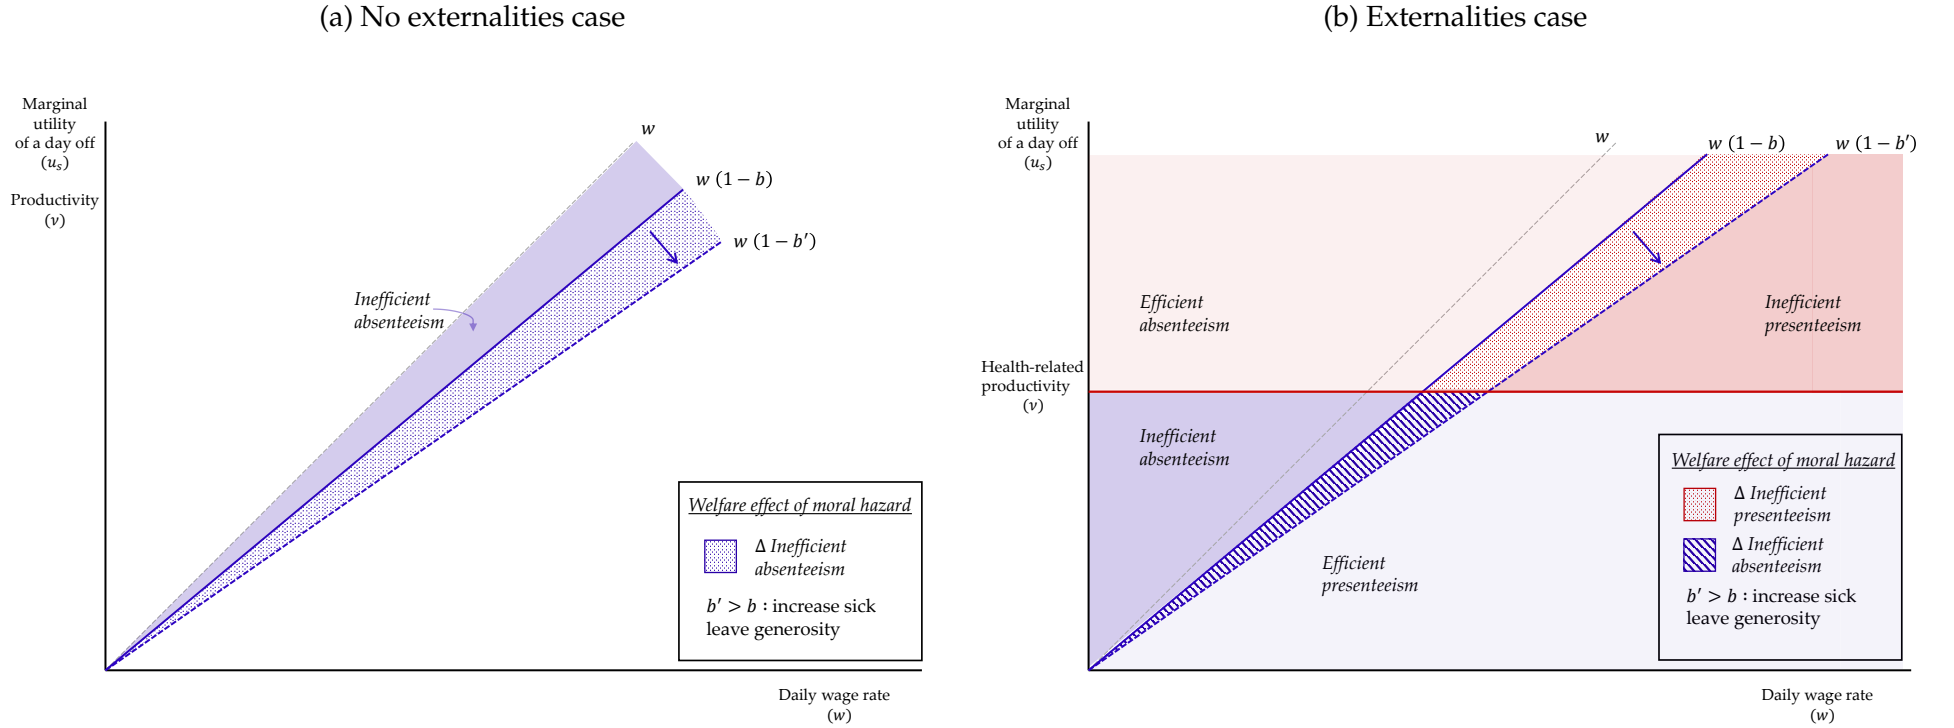 (a) No externalities case
Marginal
utility
of a day off
(u_s)
Productivity
(v)
w
w (1 − b)
w (1 − b′)
Inefficient
absenteeism
Welfare effect of moral hazard
Δ Inefficient
absenteeism
b′ > b : increase sick
leave generosity
Daily wage rate
(w)
(b) Externalities case
Marginal
utility
of a day off
(u_s)
w
w (1 − b)
w (1 − b′)
Efficient
absenteeism
Inefficient
presenteeism
Health-related
productivity
(v)
Inefficient
absenteeism
Efficient
presenteeism
Welfare effect of moral hazard
Δ Inefficient
presenteeism
Δ Inefficient
absenteeism
b′ > b : increase sick
leave generosity
Daily wage rate
(w)